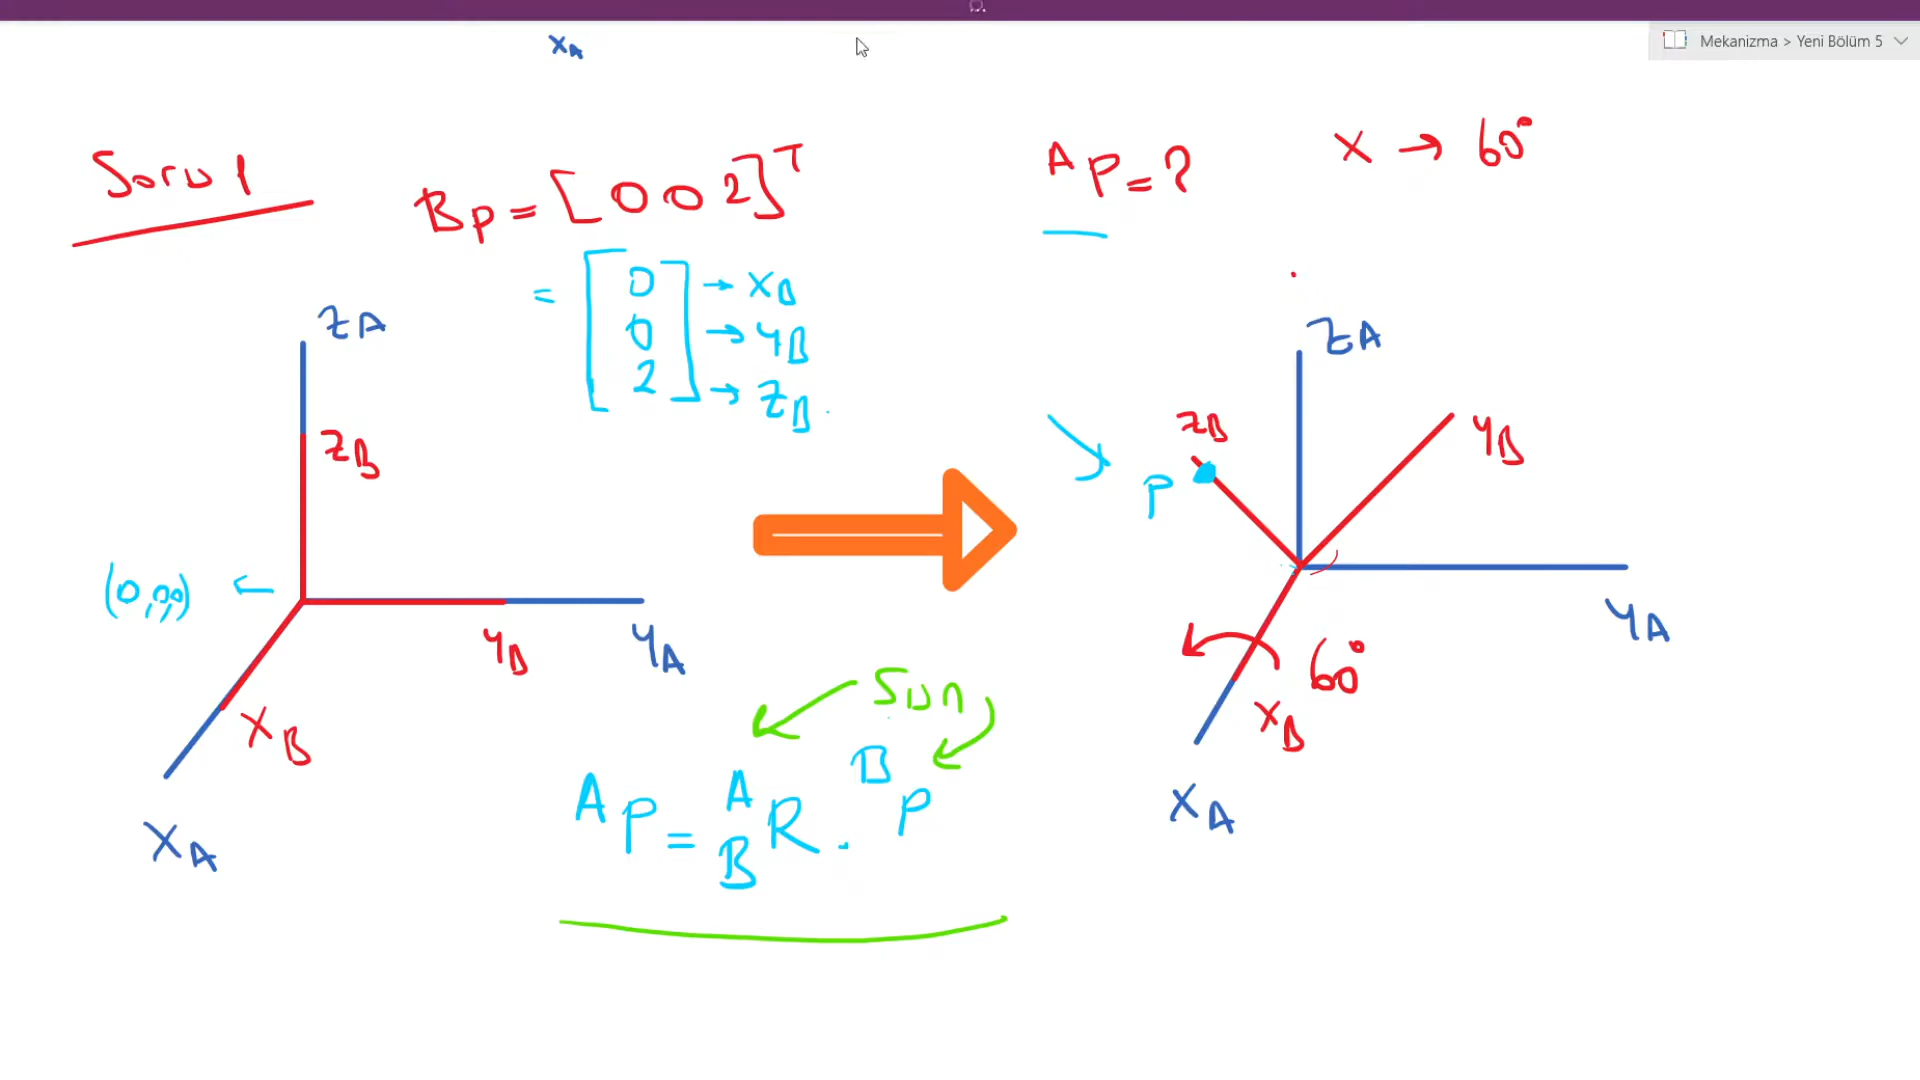 Mekanizma > Yeni Bölüm 5
XA
Soru 1
BP = [0 0 2]ᵀ
AP = ?
X → 60°
= [0 → XB
0 → YB
2] → ZB
ZA
ZB
(0,0,0) ←
YB
YA
XB
XA
ZA
ZB
YB
P
YA
60°
XB
XA
AP = A B R . BP